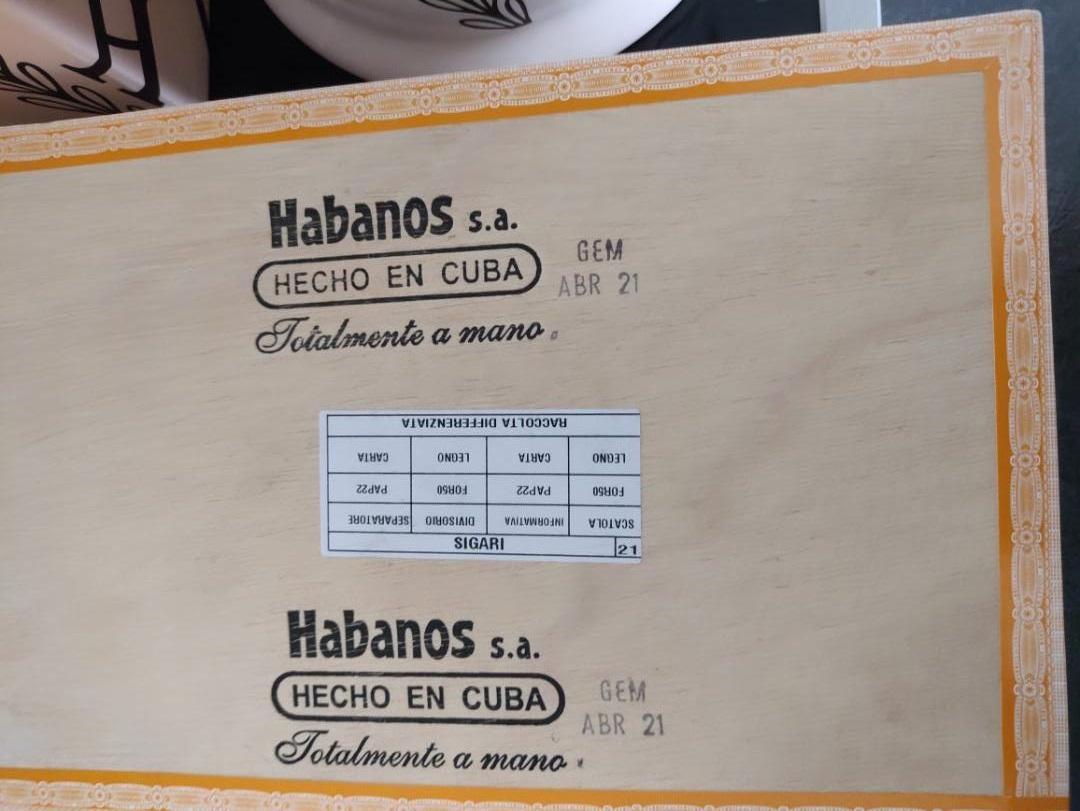 Habanos s.a.
HECHO EN CUBA
GEM
ABR 21
Totalmente a mano.
SIGARI 21
SCATOLA INFORMATIVA DIVISORIO SEPARATORE
FOR50 PAP22 FOR50 PAP22
LEGNO CARTA LEGNO CARTA
RACCOLTA DIFFERENZIATA
Habanos s.a.
HECHO EN CUBA
GEM
ABR 21
Totalmente a mano.